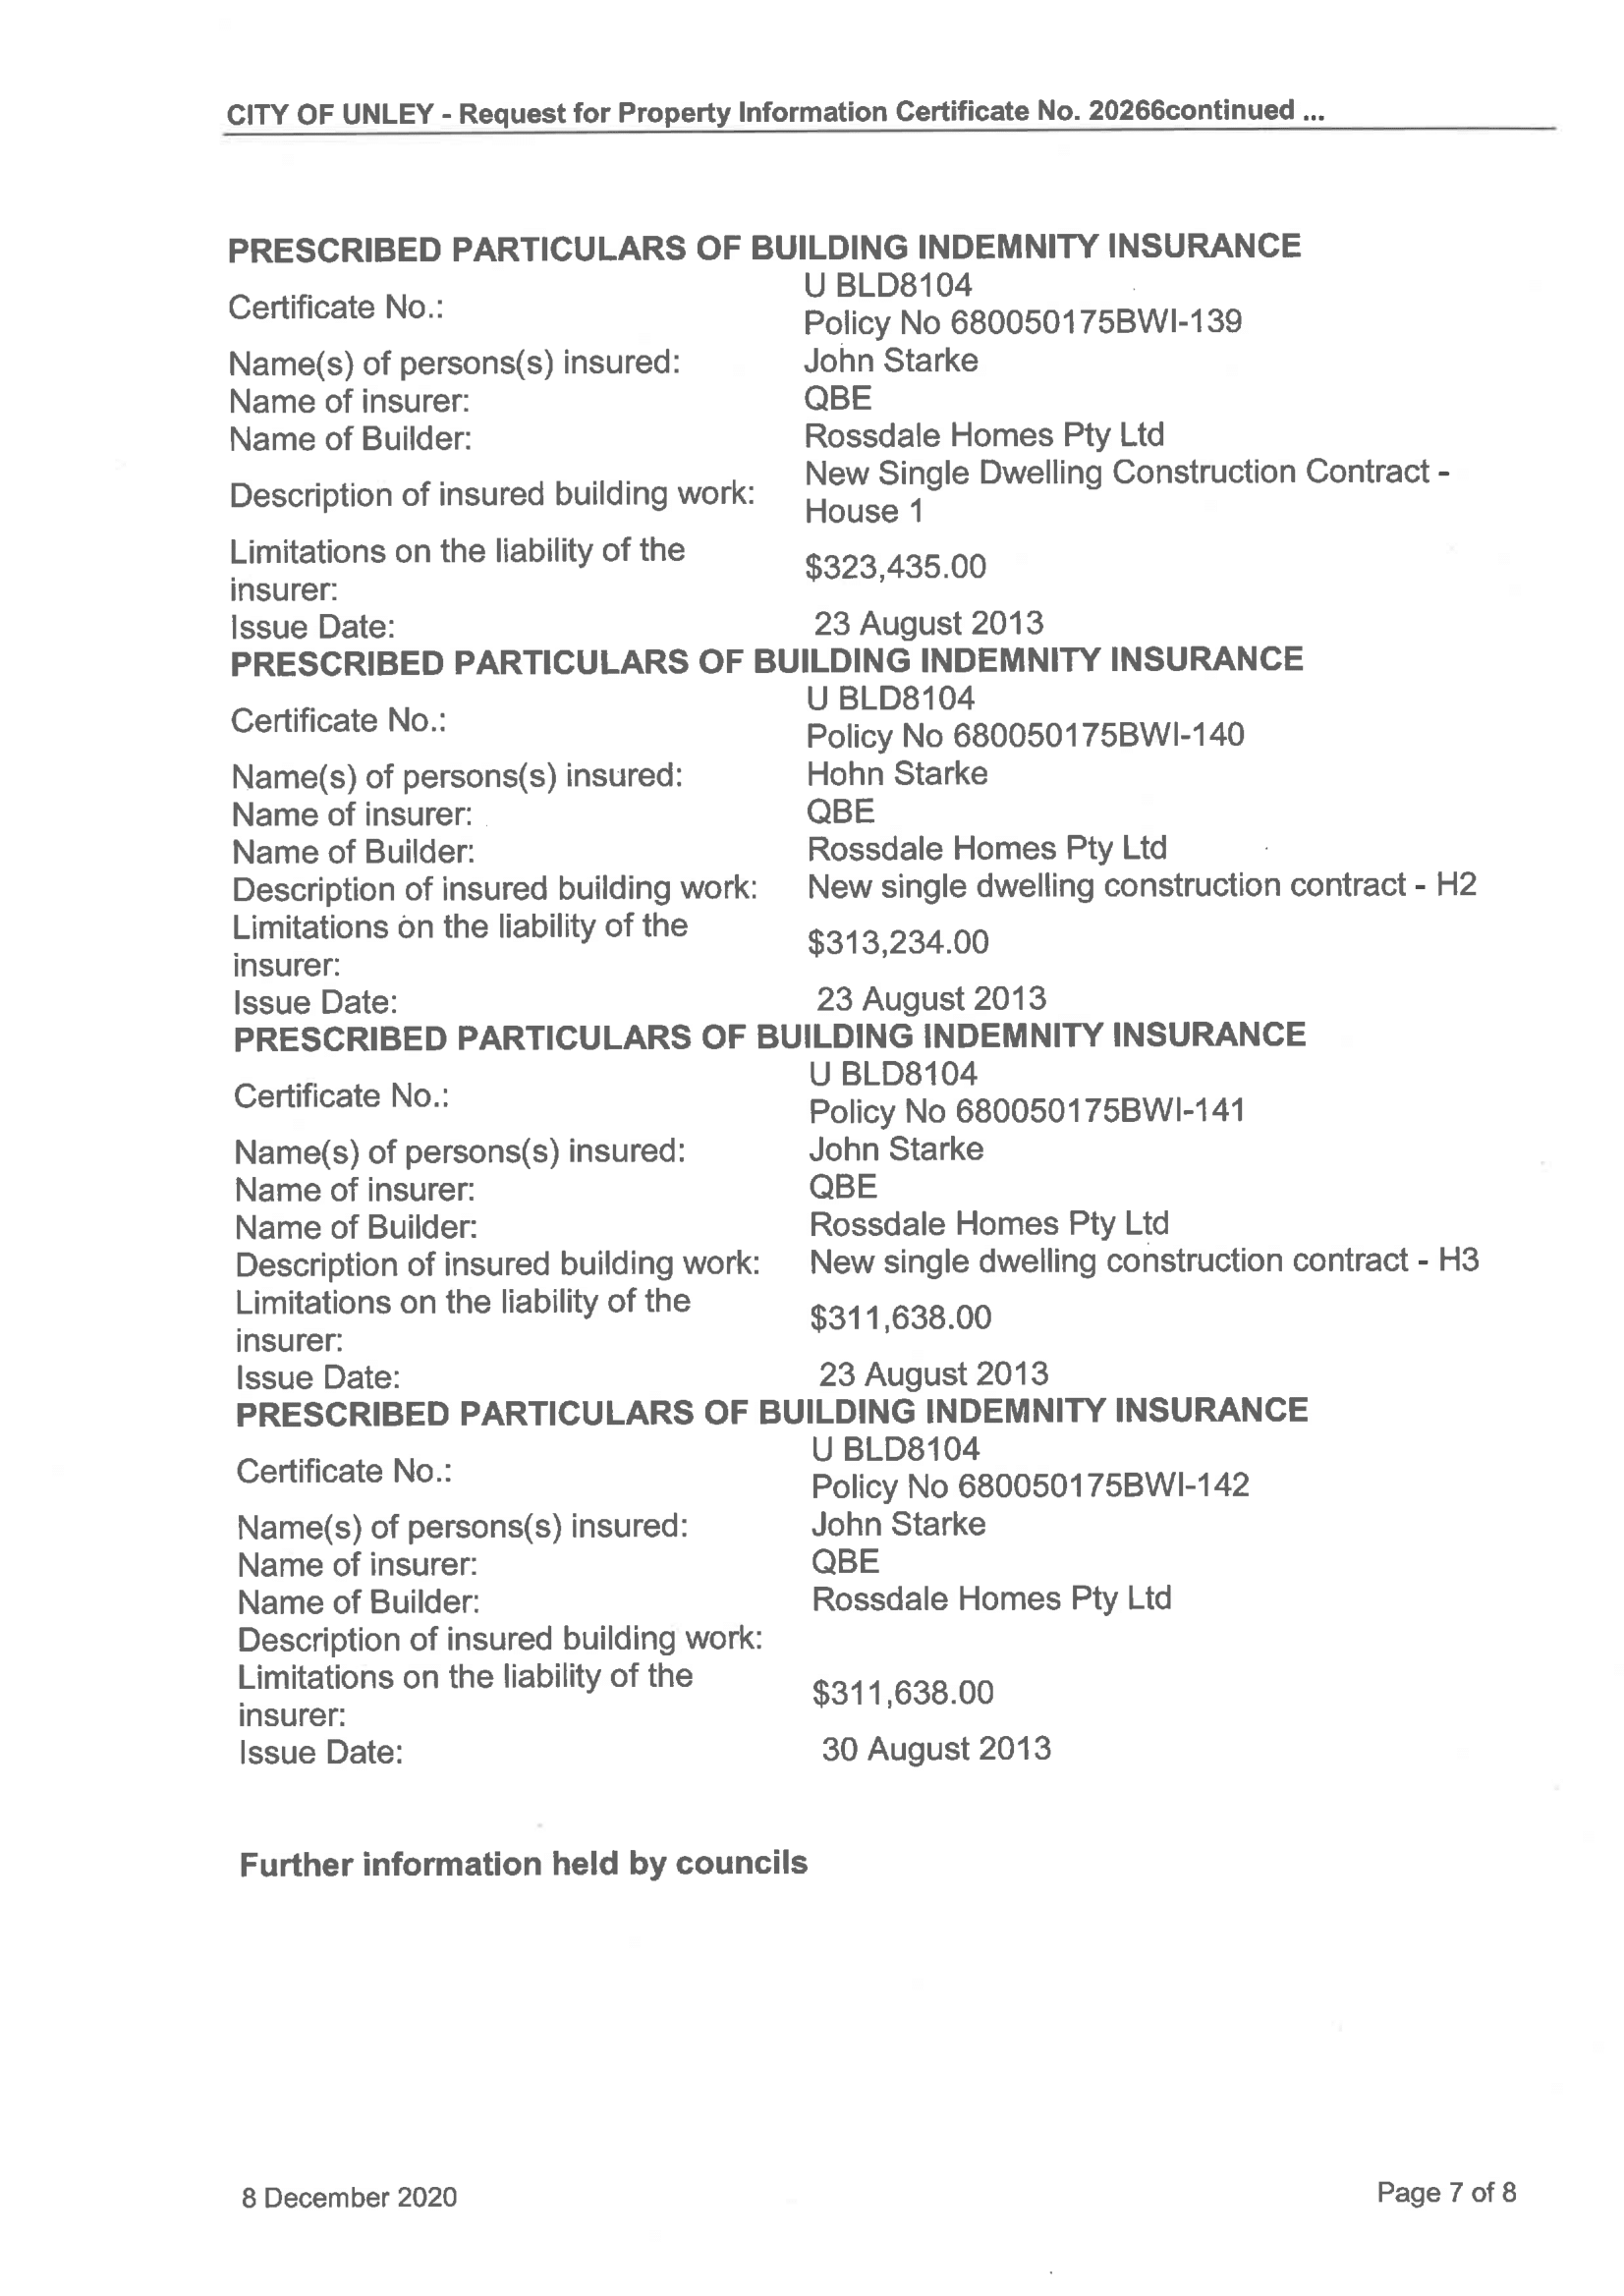 CITY OF UNLEY - Request for Property Information Certificate No. 20266continued ...
PRESCRIBED PARTICULARS OF BUILDING INDEMNITY INSURANCE
Certificate No.: U BLD8104
Policy No 680050175BWI-139
Name(s) of persons(s) insured: John Starke
Name of insurer: QBE
Name of Builder: Rossdale Homes Pty Ltd
Description of insured building work: New Single Dwelling Construction Contract -
House 1
Limitations on the liability of the
insurer: $323,435.00
Issue Date: 23 August 2013
PRESCRIBED PARTICULARS OF BUILDING INDEMNITY INSURANCE
Certificate No.: U BLD8104
Policy No 680050175BWI-140
Name(s) of persons(s) insured: Hohn Starke
Name of insurer: QBE
Name of Builder: Rossdale Homes Pty Ltd
Description of insured building work: New single dwelling construction contract - H2
Limitations on the liability of the
insurer: $313,234.00
Issue Date: 23 August 2013
PRESCRIBED PARTICULARS OF BUILDING INDEMNITY INSURANCE
Certificate No.: U BLD8104
Policy No 680050175BWI-141
Name(s) of persons(s) insured: John Starke
Name of insurer: QBE
Name of Builder: Rossdale Homes Pty Ltd
Description of insured building work: New single dwelling construction contract - H3
Limitations on the liability of the
insurer: $311,638.00
Issue Date: 23 August 2013
PRESCRIBED PARTICULARS OF BUILDING INDEMNITY INSURANCE
Certificate No.: U BLD8104
Policy No 680050175BWI-142
Name(s) of persons(s) insured: John Starke
Name of insurer: QBE
Name of Builder: Rossdale Homes Pty Ltd
Description of insured building work:
Limitations on the liability of the
insurer: $311,638.00
Issue Date: 30 August 2013
Further information held by councils
8 December 2020 Page 7 of 8